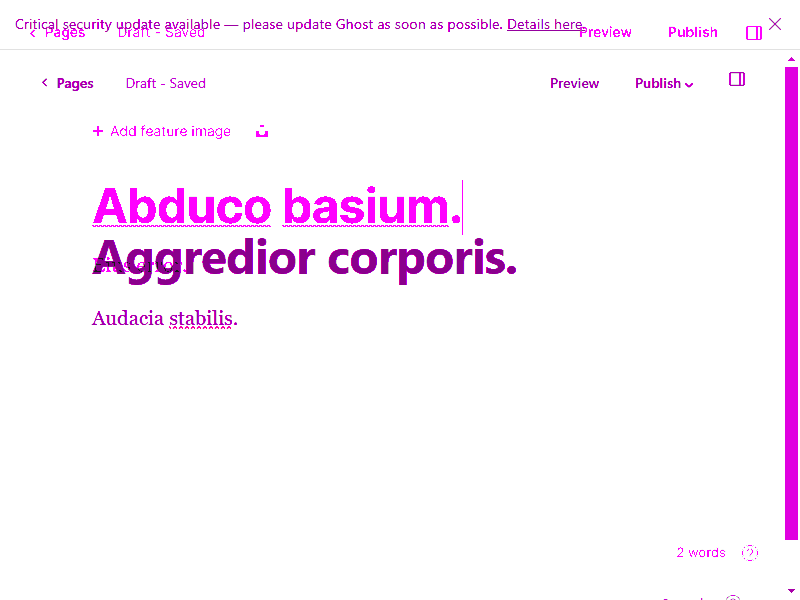 Critical security update available — please update Ghost as soon as possible. Details here.
Pages Draft - Saved Preview Publish
Pages Draft - Saved Preview Publish
+ Add feature image
Abduco basium.
Aggredior corporis.
Audacia stabilis.
2 words